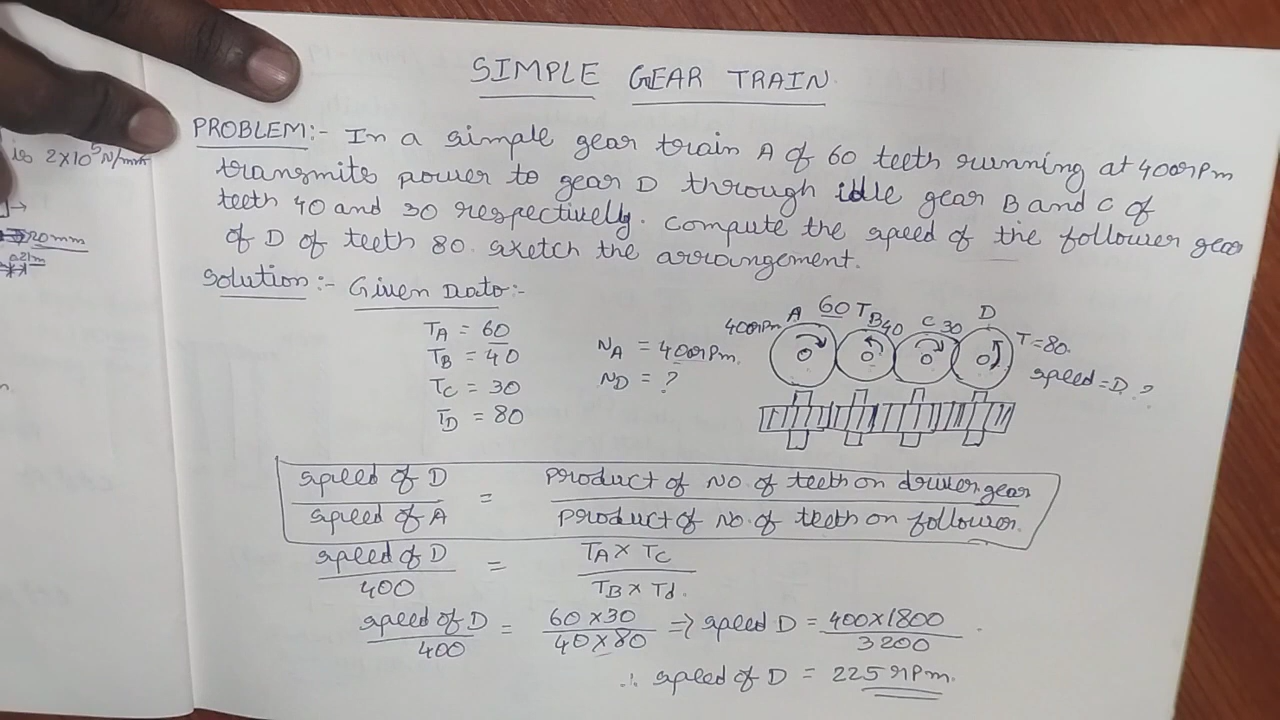 SIMPLE GEAR TRAIN
PROBLEM:- In a simple gear train A of 60 teeth running at 400rpm
transmits power to gear D through idle gear B and C of
teeth 40 and 30 respectively. Compute the speed of the follower gear
of D of teeth 80. sketch the arrangement.
Solution:- Given Data:-
TA = 60
TB = 40
TC = 30
TD = 80
NA = 400rpm.
ND = ?
400rpm A 60 T B 40 C 30 D
T=80.
speed = D ?
speed of D / speed of A = Product of No. of teeth on driver gear / Product of No. of teeth on follower.
speed of D / 400 = TA × TC / TB × Td.
speed of D / 400 = 60 × 30 / 40 × 80 ⇒ speed D = 400×1800 / 3200
∴ speed of D = 225 rpm.
is 2×10⁵ N/mm
20mm